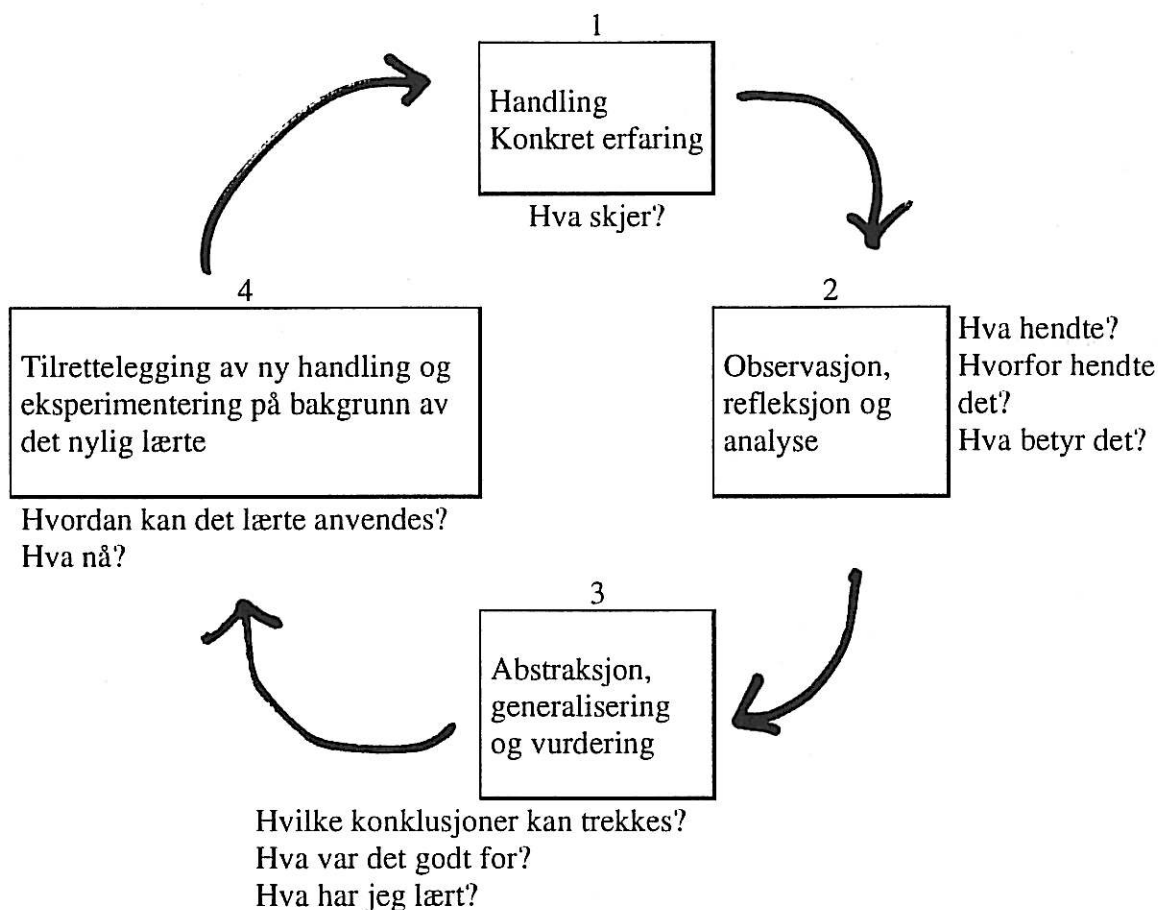 1
Handling
Konkret erfaring
Hva skjer?
2
Observasjon,
refleksjon og
analyse
Hva hendte?
Hvorfor hendte
det?
Hva betyr det?
3
Abstraksjon,
generalisering
og vurdering
Hvilke konklusjoner kan trekkes?
Hva var det godt for?
Hva har jeg lært?
4
Tilrettelegging av ny handling og
eksperimentering på bakgrunn av
det nylig lærte
Hvordan kan det lærte anvendes?
Hva nå?